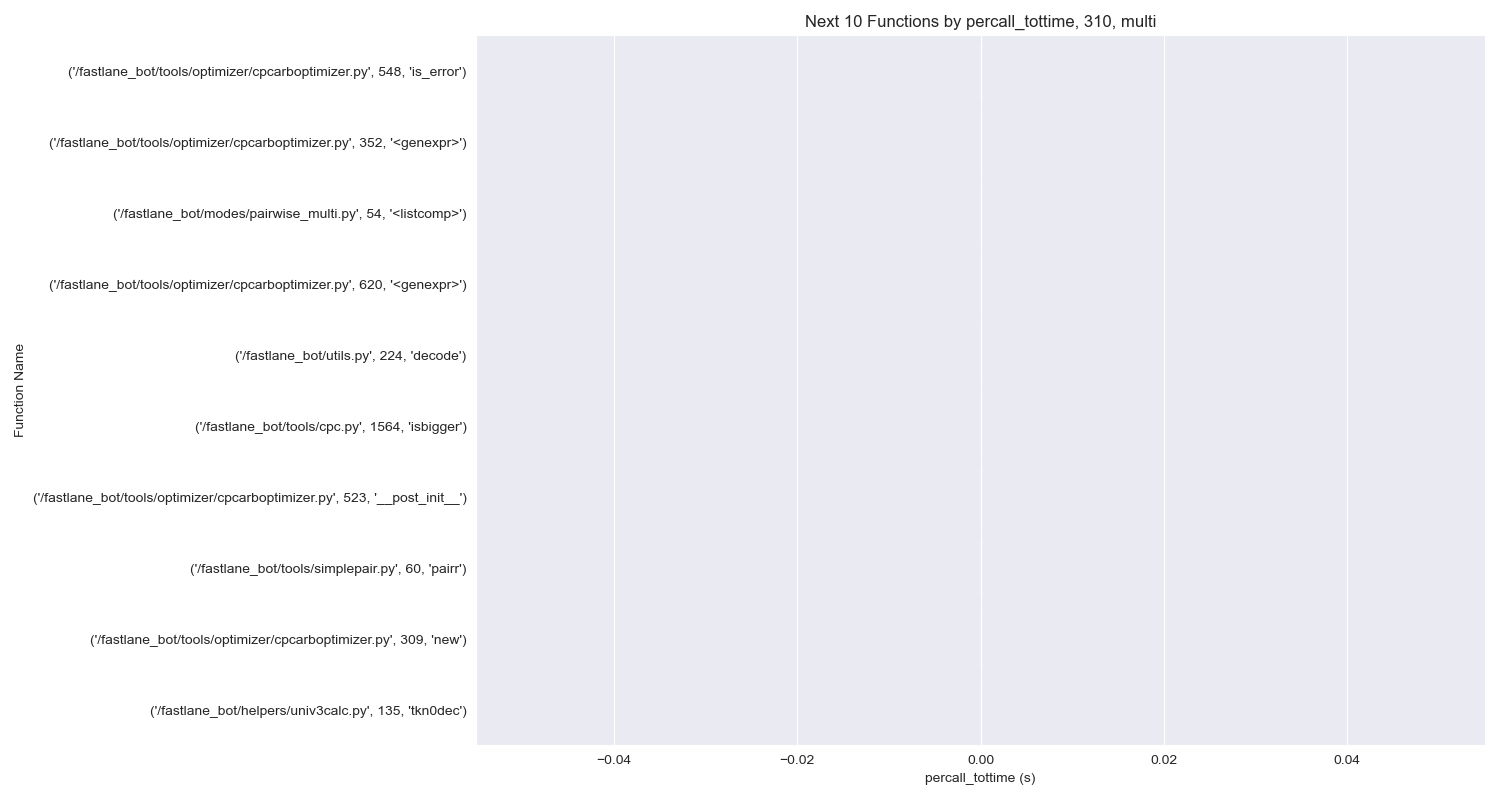 Next 10 Functions by percall_tottime, 310, multi
('/fastlane_bot/tools/optimizer/cpcarboptimizer.py', 548, 'is_error')
('/fastlane_bot/tools/optimizer/cpcarboptimizer.py', 352, '<genexpr>')
('/fastlane_bot/modes/pairwise_multi.py', 54, '<listcomp>')
('/fastlane_bot/tools/optimizer/cpcarboptimizer.py', 620, '<genexpr>')
('/fastlane_bot/utils.py', 224, 'decode')
('/fastlane_bot/tools/cpc.py', 1564, 'isbigger')
('/fastlane_bot/tools/optimizer/cpcarboptimizer.py', 523, '__post_init__')
('/fastlane_bot/tools/simplepair.py', 60, 'pairr')
('/fastlane_bot/tools/optimizer/cpcarboptimizer.py', 309, 'new')
('/fastlane_bot/helpers/univ3calc.py', 135, 'tkn0dec')
Function Name
−0.04 −0.02 0.00 0.02 0.04
percall_tottime (s)